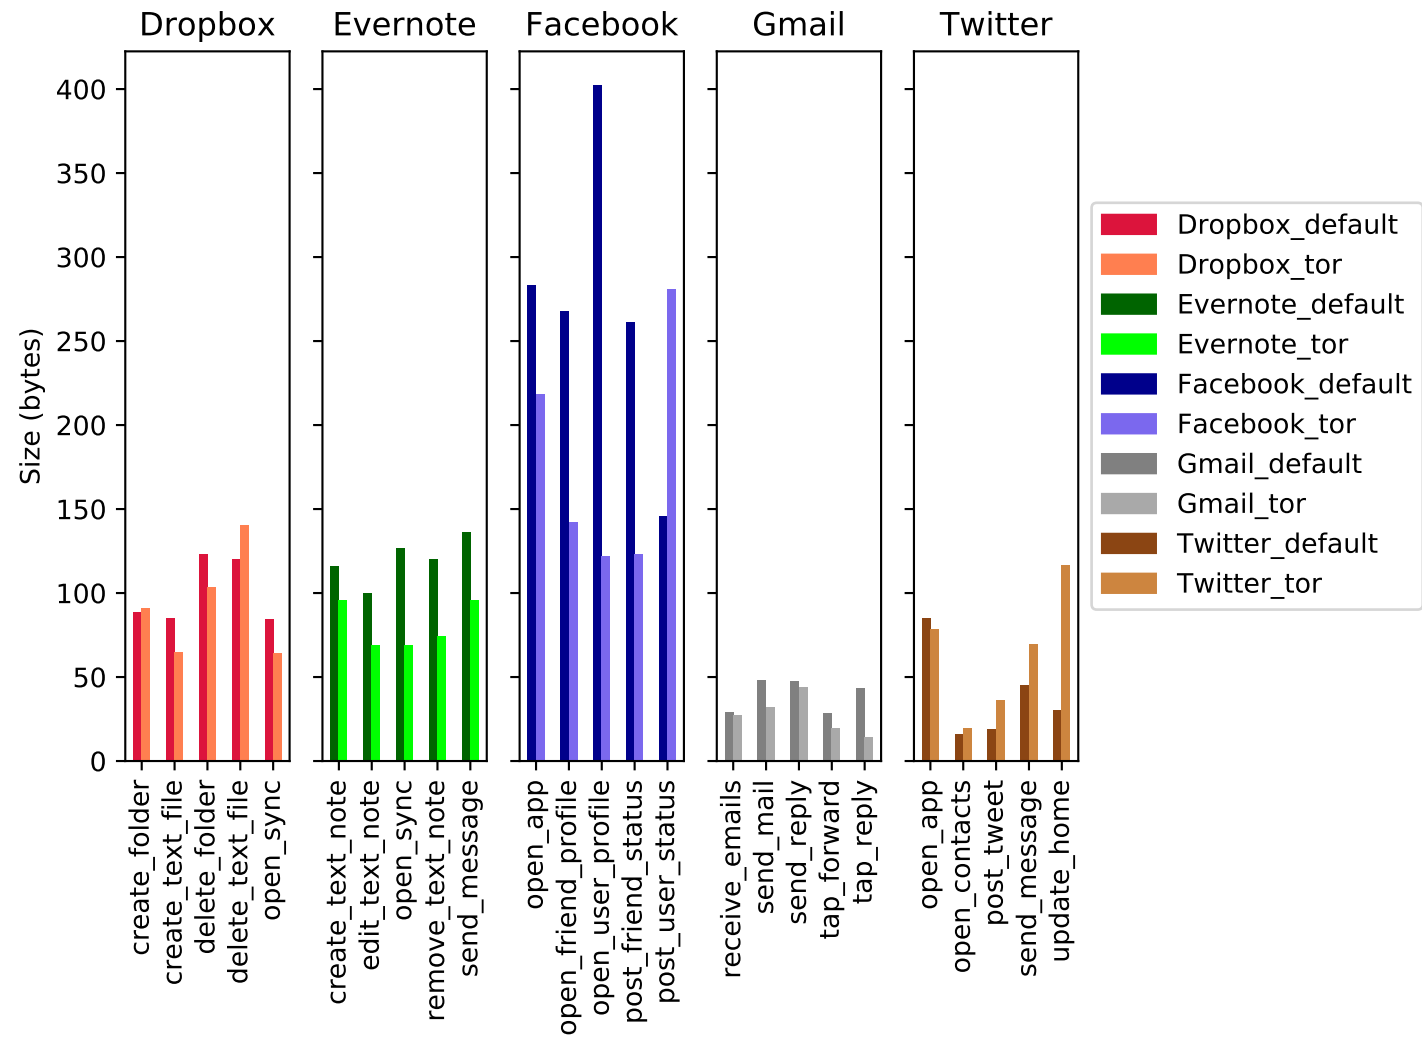 Dropbox
Evernote
Facebook
Gmail
Twitter
Size (bytes)
400
350
300
250
200
150
100
50
0
create_folder
create_text_file
delete_folder
delete_text_file
open_sync
create_text_note
edit_text_note
open_sync
remove_text_note
send_message
open_app
open_friend_profile
open_user_profile
post_friend_status
post_user_status
receive_emails
send_mail
send_reply
tap_forward
tap_reply
open_app
open_contacts
post_tweet
send_message
update_home
Dropbox_default
Dropbox_tor
Evernote_default
Evernote_tor
Facebook_default
Facebook_tor
Gmail_default
Gmail_tor
Twitter_default
Twitter_tor